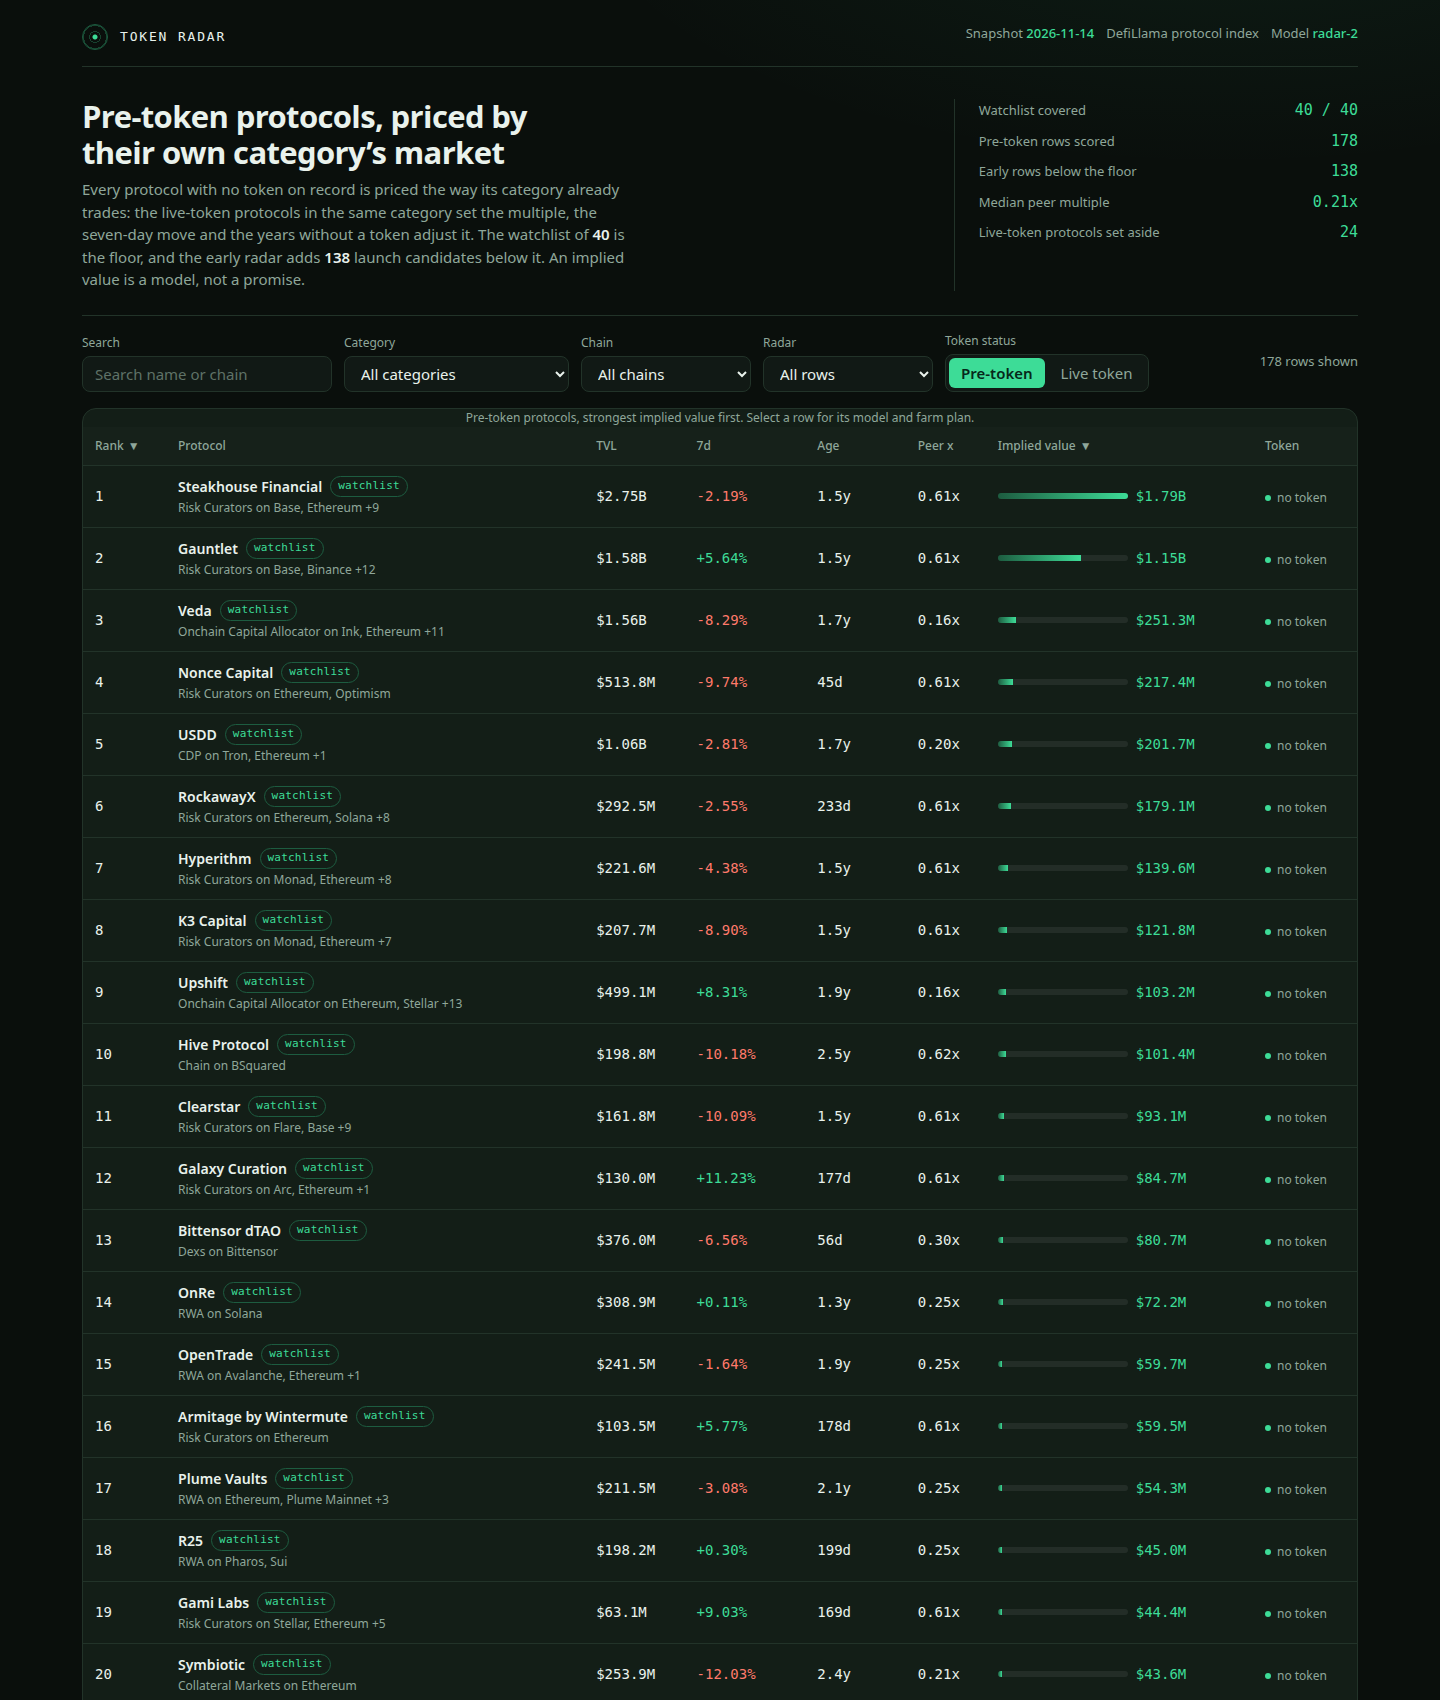 TOKEN RADAR
Snapshot 2026-11-14 DefiLlama protocol index Model radar-2
Pre-token protocols, priced by
their own category’s market
Every protocol with no token on record is priced the way its category already
trades: the live-token protocols in the same category set the multiple, the
seven-day move and the years without a token adjust it. The watchlist of 40 is
the floor, and the early radar adds 138 launch candidates below it. An implied
value is a model, not a promise.
Watchlist covered 40 / 40
Pre-token rows scored 178
Early rows below the floor 138
Median peer multiple 0.21x
Live-token protocols set aside 24
Search Category Chain Radar Token status
Search name or chain All categories All chains All rows Pre-token Live token 178 rows shown
Pre-token protocols, strongest implied value first. Select a row for its model and farm plan.
Rank ▼ Protocol TVL 7d Age Peer x Implied value ▼ Token
1 Steakhouse Financial watchlist $2.75B -2.19% 1.5y 0.61x $1.79B no token
Risk Curators on Base, Ethereum +9
2 Gauntlet watchlist $1.58B +5.64% 1.5y 0.61x $1.15B no token
Risk Curators on Base, Binance +12
3 Veda watchlist $1.56B -8.29% 1.7y 0.16x $251.3M no token
Onchain Capital Allocator on Ink, Ethereum +11
4 Nonce Capital watchlist $513.8M -9.74% 45d 0.61x $217.4M no token
Risk Curators on Ethereum, Optimism
5 USDD watchlist $1.06B -2.81% 1.7y 0.20x $201.7M no token
CDP on Tron, Ethereum +1
6 RockawayX watchlist $292.5M -2.55% 233d 0.61x $179.1M no token
Risk Curators on Ethereum, Solana +8
7 Hyperithm watchlist $221.6M -4.38% 1.5y 0.61x $139.6M no token
Risk Curators on Monad, Ethereum +8
8 K3 Capital watchlist $207.7M -8.90% 1.5y 0.61x $121.8M no token
Risk Curators on Monad, Ethereum +7
9 Upshift watchlist $499.1M +8.31% 1.9y 0.16x $103.2M no token
Onchain Capital Allocator on Ethereum, Stellar +13
10 Hive Protocol watchlist $198.8M -10.18% 2.5y 0.62x $101.4M no token
Chain on BSquared
11 Clearstar watchlist $161.8M -10.09% 1.5y 0.61x $93.1M no token
Risk Curators on Flare, Base +9
12 Galaxy Curation watchlist $130.0M +11.23% 177d 0.61x $84.7M no token
Risk Curators on Arc, Ethereum +1
13 Bittensor dTAO watchlist $376.0M -6.56% 56d 0.30x $80.7M no token
Dexs on Bittensor
14 OnRe watchlist $308.9M +0.11% 1.3y 0.25x $72.2M no token
RWA on Solana
15 OpenTrade watchlist $241.5M -1.64% 1.9y 0.25x $59.7M no token
RWA on Avalanche, Ethereum +1
16 Armitage by Wintermute watchlist $103.5M +5.77% 178d 0.61x $59.5M no token
Risk Curators on Ethereum
17 Plume Vaults watchlist $211.5M -3.08% 2.1y 0.25x $54.3M no token
RWA on Ethereum, Plume Mainnet +3
18 R25 watchlist $198.2M +0.30% 199d 0.25x $45.0M no token
RWA on Pharos, Sui
19 Gami Labs watchlist $63.1M +9.03% 169d 0.61x $44.4M no token
Risk Curators on Stellar, Ethereum +5
20 Symbiotic watchlist $253.9M -12.03% 2.4y 0.21x $43.6M no token
Collateral Markets on Ethereum